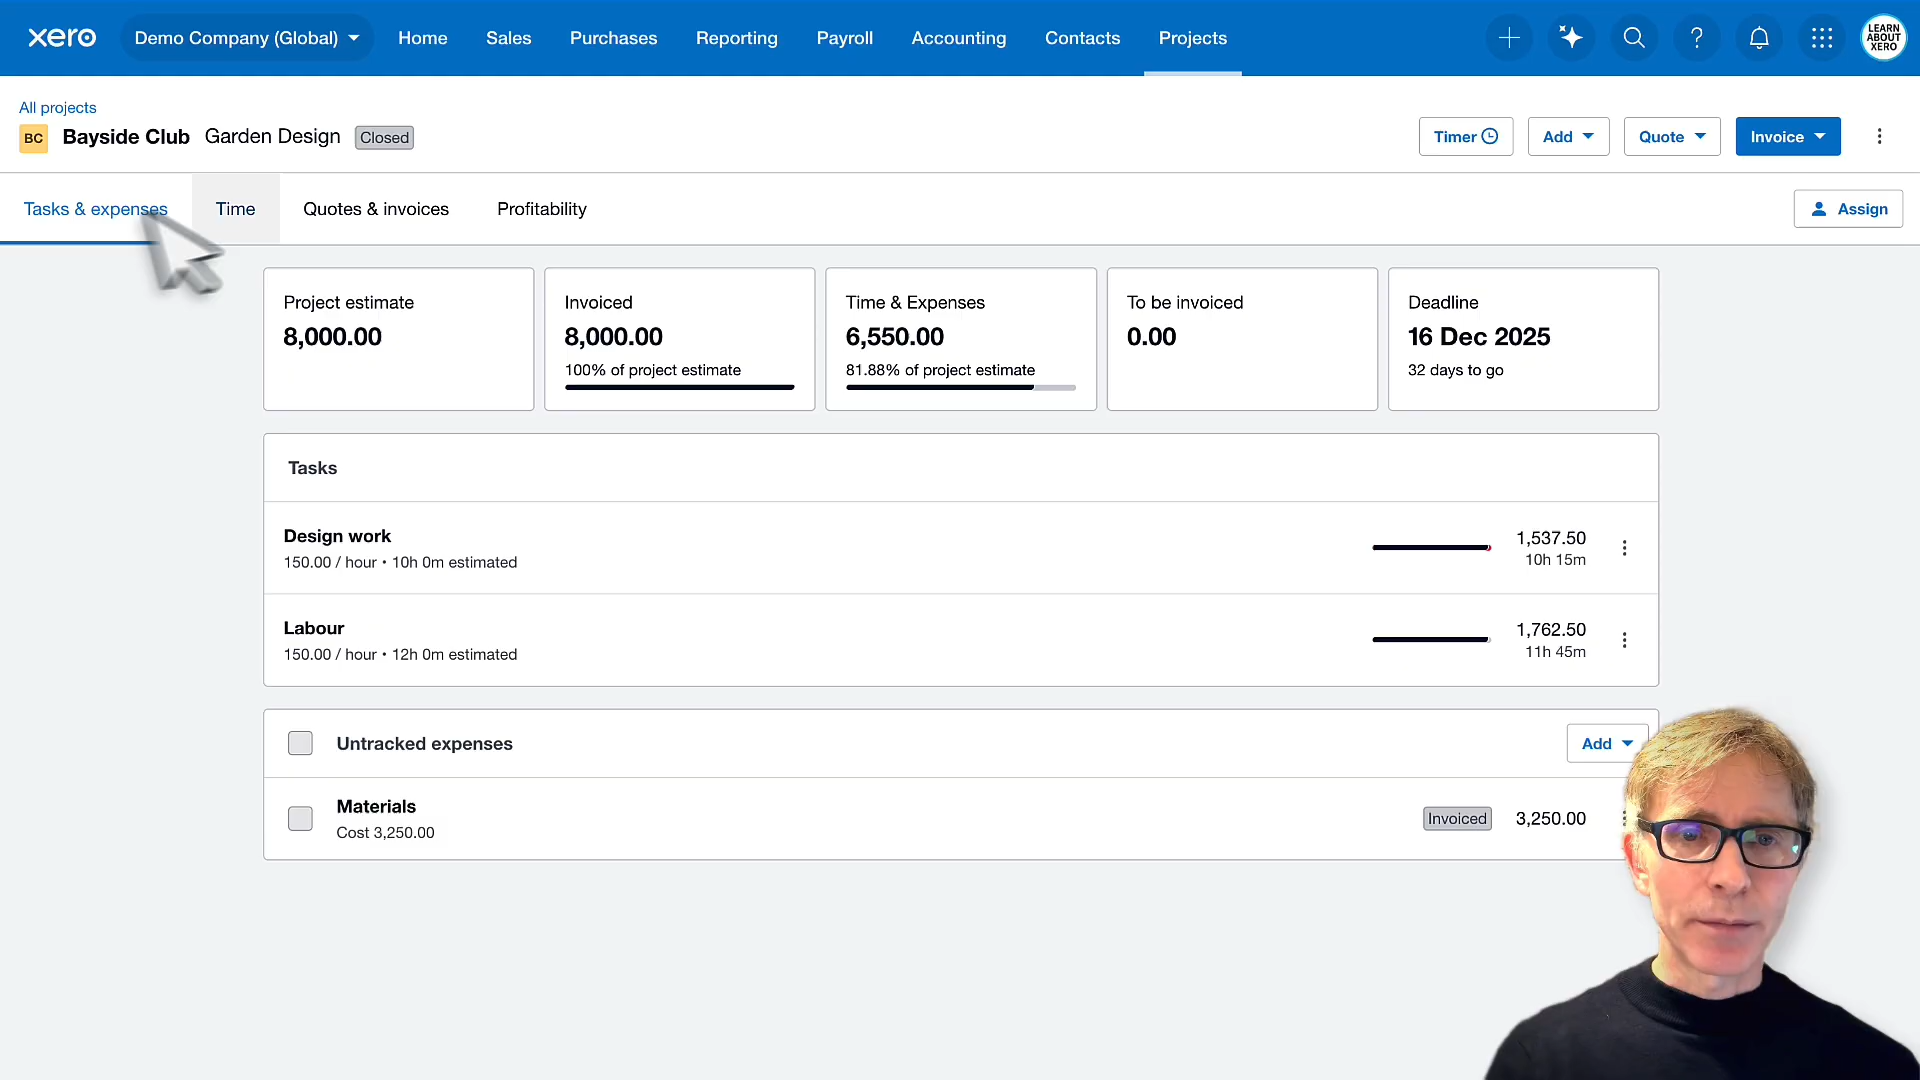 xero
Demo Company (Global)
Home
Sales
Purchases
Reporting
Payroll
Accounting
Contacts
Projects
?
LEARN
ABOUT
XERO
All projects
BC
Bayside Club Garden Design Closed
Timer
Add
Quote
Invoice
Tasks & expenses
Time
Quotes & invoices
Profitability
Assign
Project estimate
8,000.00
Invoiced
8,000.00
100% of project estimate
Time & Expenses
6,550.00
81.88% of project estimate
To be invoiced
0.00
Deadline
16 Dec 2025
32 days to go
Tasks
Design work
150.00 / hour • 10h 0m estimated
1,537.50
10h 15m
Labour
150.00 / hour • 12h 0m estimated
1,762.50
11h 45m
Untracked expenses
Add
Materials
Cost 3,250.00
Invoiced
3,250.00